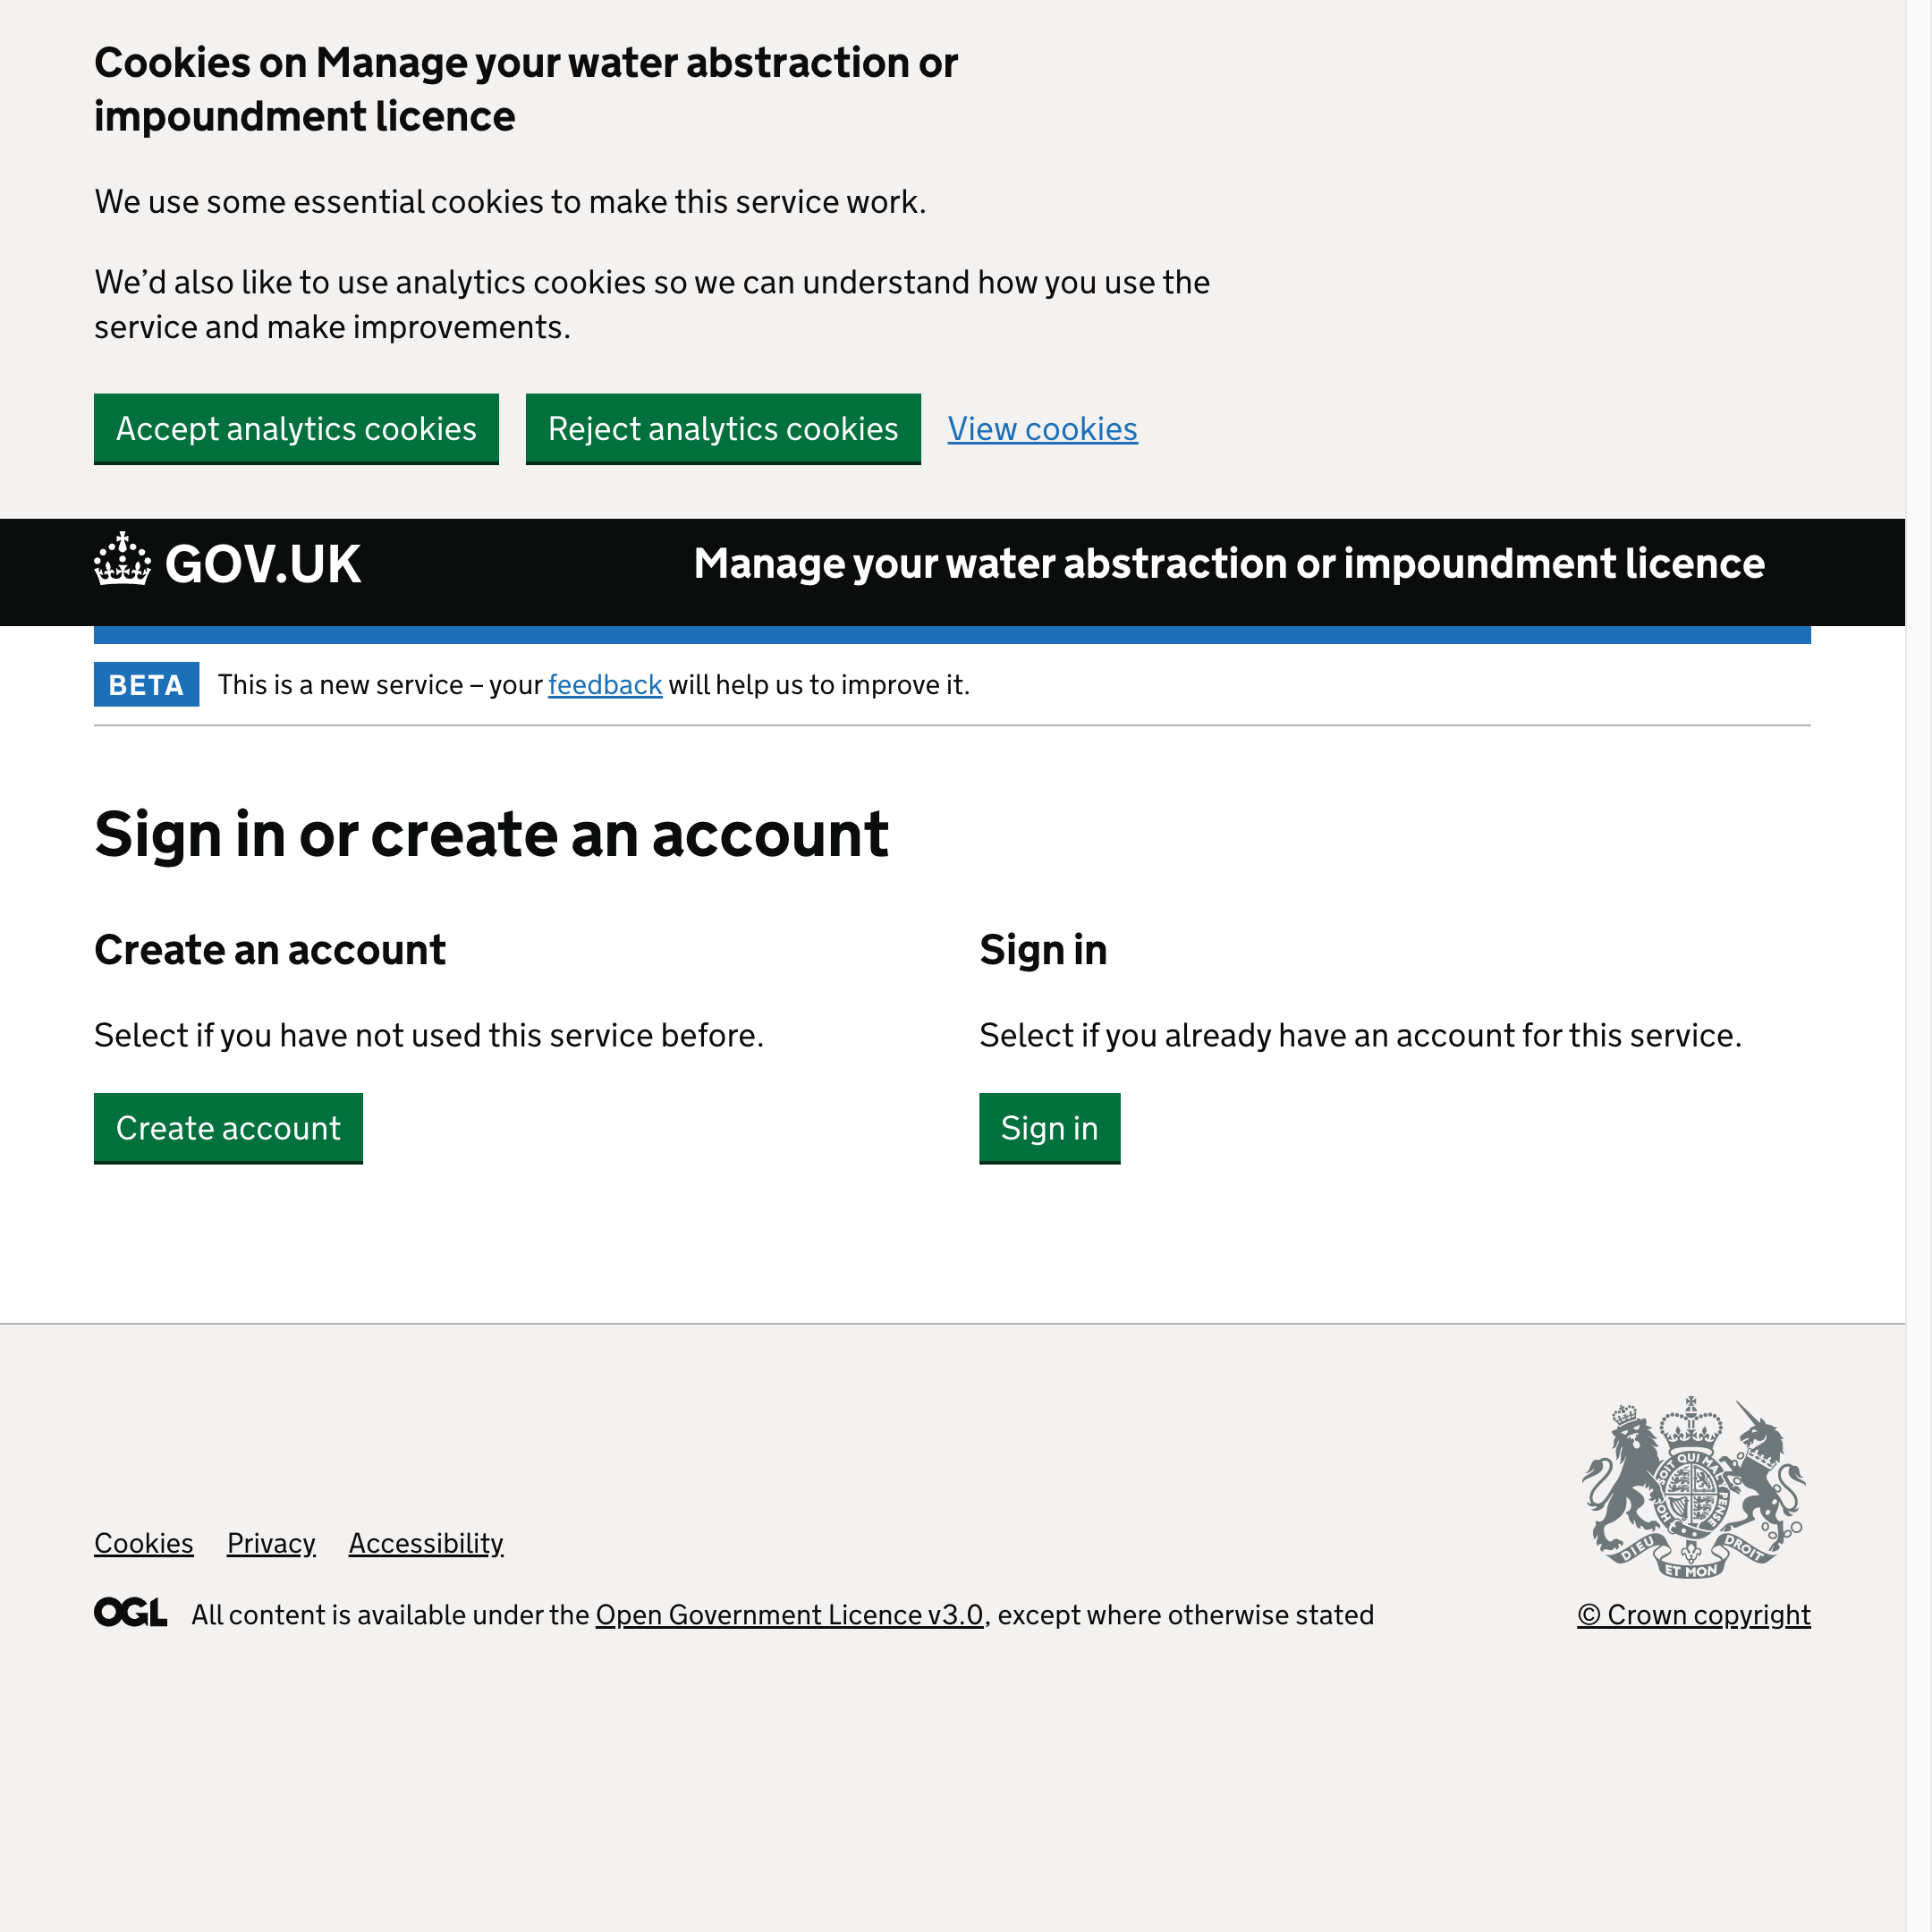 Cookies on Manage your water abstraction or
impoundment licence
We use some essential cookies to make this service work.
We’d also like to use analytics cookies so we can understand how you use the
service and make improvements.
Accept analytics cookies Reject analytics cookies View cookies
GOV.UK Manage your water abstraction or impoundment licence
BETA This is a new service – your feedback will help us to improve it.
Sign in or create an account
Create an account
Select if you have not used this service before.
Create account
Sign in
Select if you already have an account for this service.
Sign in
SOIT QUI MAL Y PENSE
HO
DIEU ET MON DROIT
Cookies Privacy Accessibility
OGL All content is available under the Open Government Licence v3.0, except where otherwise stated
© Crown copyright